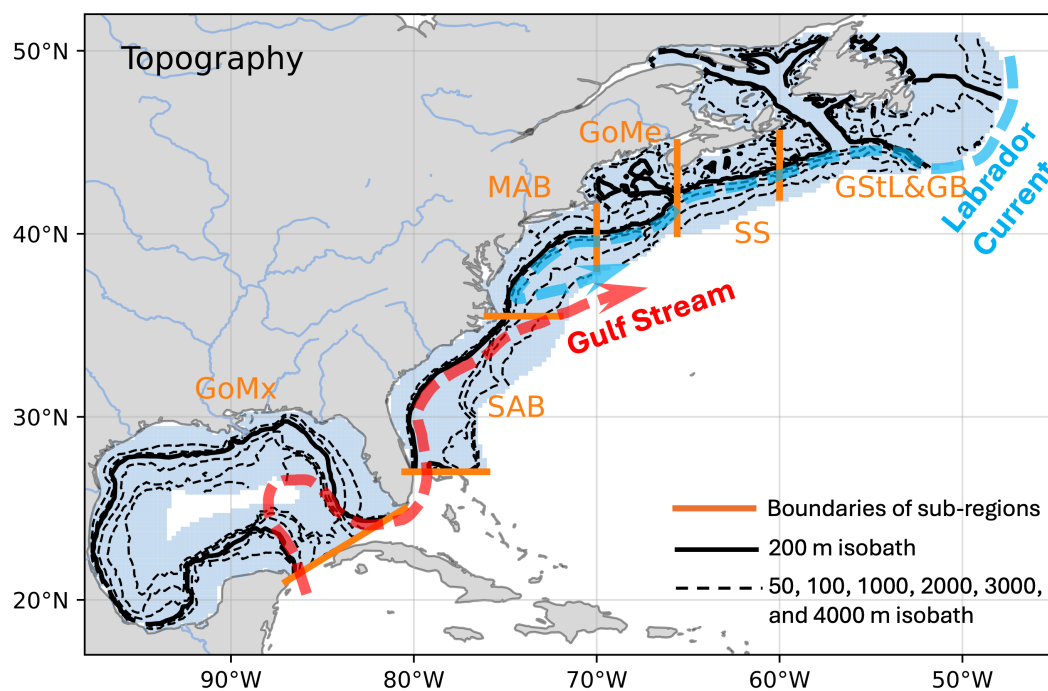 50°N
Topography
GoMe
MAB
GStL&GB
Labrador
Current
40°N
SS
Gulf Stream
GoMx
SAB
30°N
Boundaries of sub-regions
200 m isobath
50, 100, 1000, 2000, 3000,
and 4000 m isobath
20°N
90°W 80°W 70°W 60°W 50°W